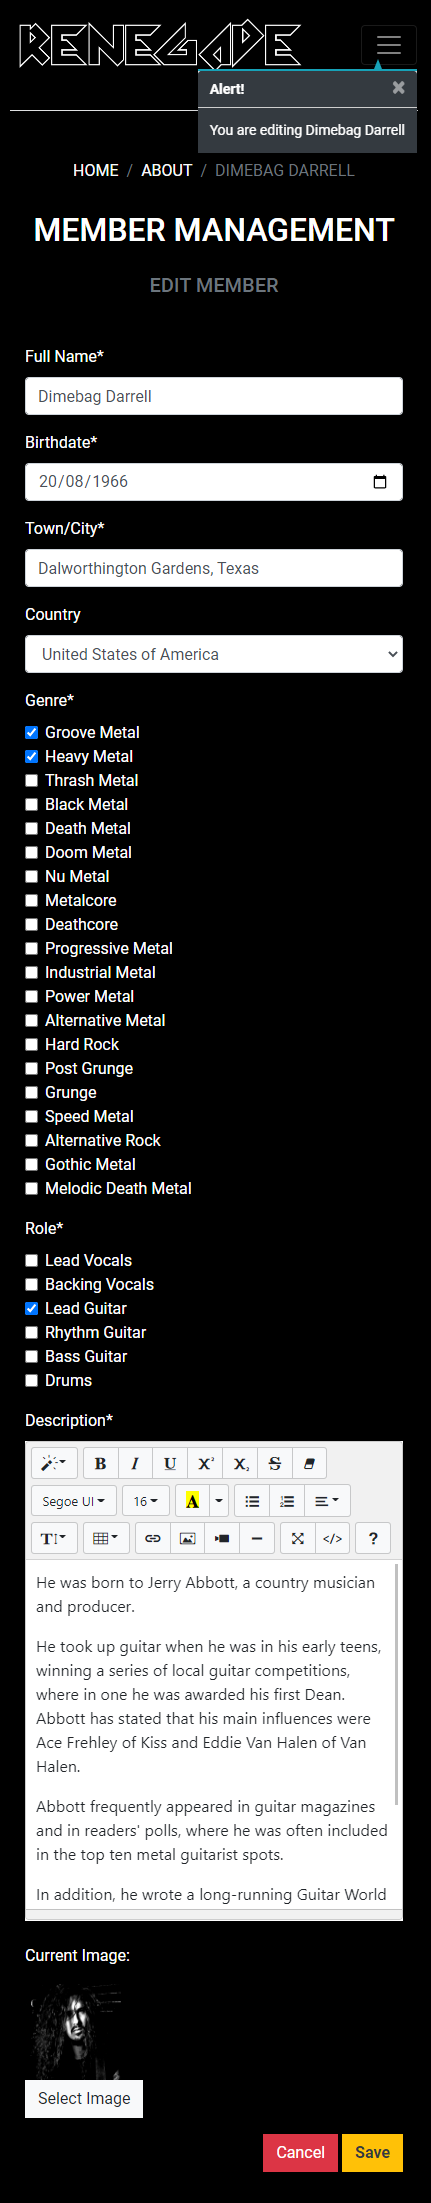 RENEGADE
Alert! ×
You are editing Dimebag Darrell
HOME / ABOUT / DIMEBAG DARRELL
MEMBER MANAGEMENT
EDIT MEMBER
Full Name*
Dimebag Darrell
Birthdate*
20/08/1966
Town/City*
Dalworthington Gardens, Texas
Country
United States of America
Genre*
Groove Metal
Heavy Metal
Thrash Metal
Black Metal
Death Metal
Doom Metal
Nu Metal
Metalcore
Deathcore
Progressive Metal
Industrial Metal
Power Metal
Alternative Metal
Hard Rock
Post Grunge
Grunge
Speed Metal
Alternative Rock
Gothic Metal
Melodic Death Metal
Role*
Lead Vocals
Backing Vocals
Lead Guitar
Rhythm Guitar
Bass Guitar
Drums
Description*
B I U X² X₂ S
Segoe UI 16 A
TI </> ?
He was born to Jerry Abbott, a country musician
and producer.
He took up guitar when he was in his early teens,
winning a series of local guitar competitions,
where in one he was awarded his first Dean.
Abbott has stated that his main influences were
Ace Frehley of Kiss and Eddie Van Halen of Van
Halen.
Abbott frequently appeared in guitar magazines
and in readers' polls, where he was often included
in the top ten metal guitarist spots.
In addition, he wrote a long-running Guitar World
Current Image:
Select Image
Cancel Save